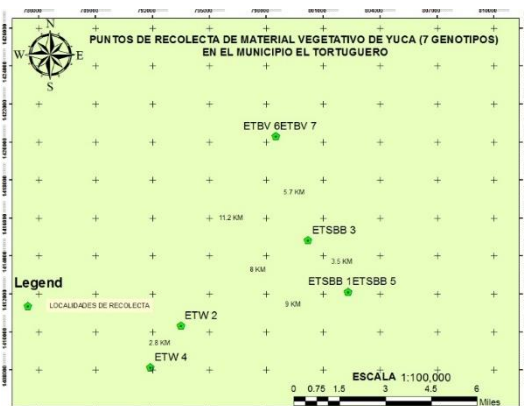 PUNTOS DE RECOLECTA DE MATERIAL VEGETATIVO DE YUCA (7 GENOTIPOS)
EN EL MUNICIPIO EL TORTUGUERO
N
W
E
S
ETBV 6ETBV 7
5.7 KM
11.2 KM
ETSBB 3
3.5 KM
8 KM
Legend
ETSBB 1ETSBB 5
9 KM
LOCALIDADES DE RECOLECTA
ETW 2
2.8 KM
ETW 4
ESCALA 1:100,000
0 0.75 1.5 3 4.5 6
Miles